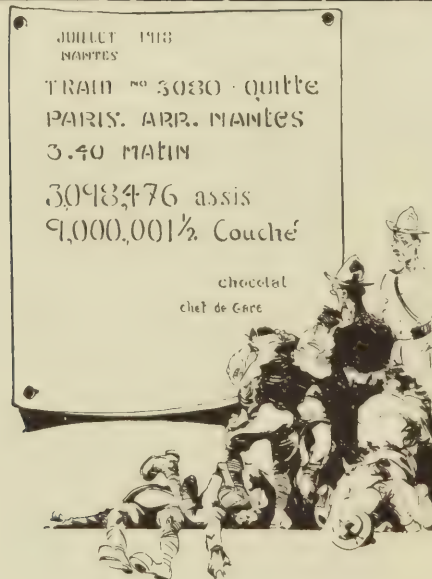 JUILLET 1918
NANTES
TRAIN No 3080 - QUITTE
PARIS. ARR. NANTES
3.40 MATIN
3,098,476 assis
9,000,001½ Couché
chocolat
chef de Gare